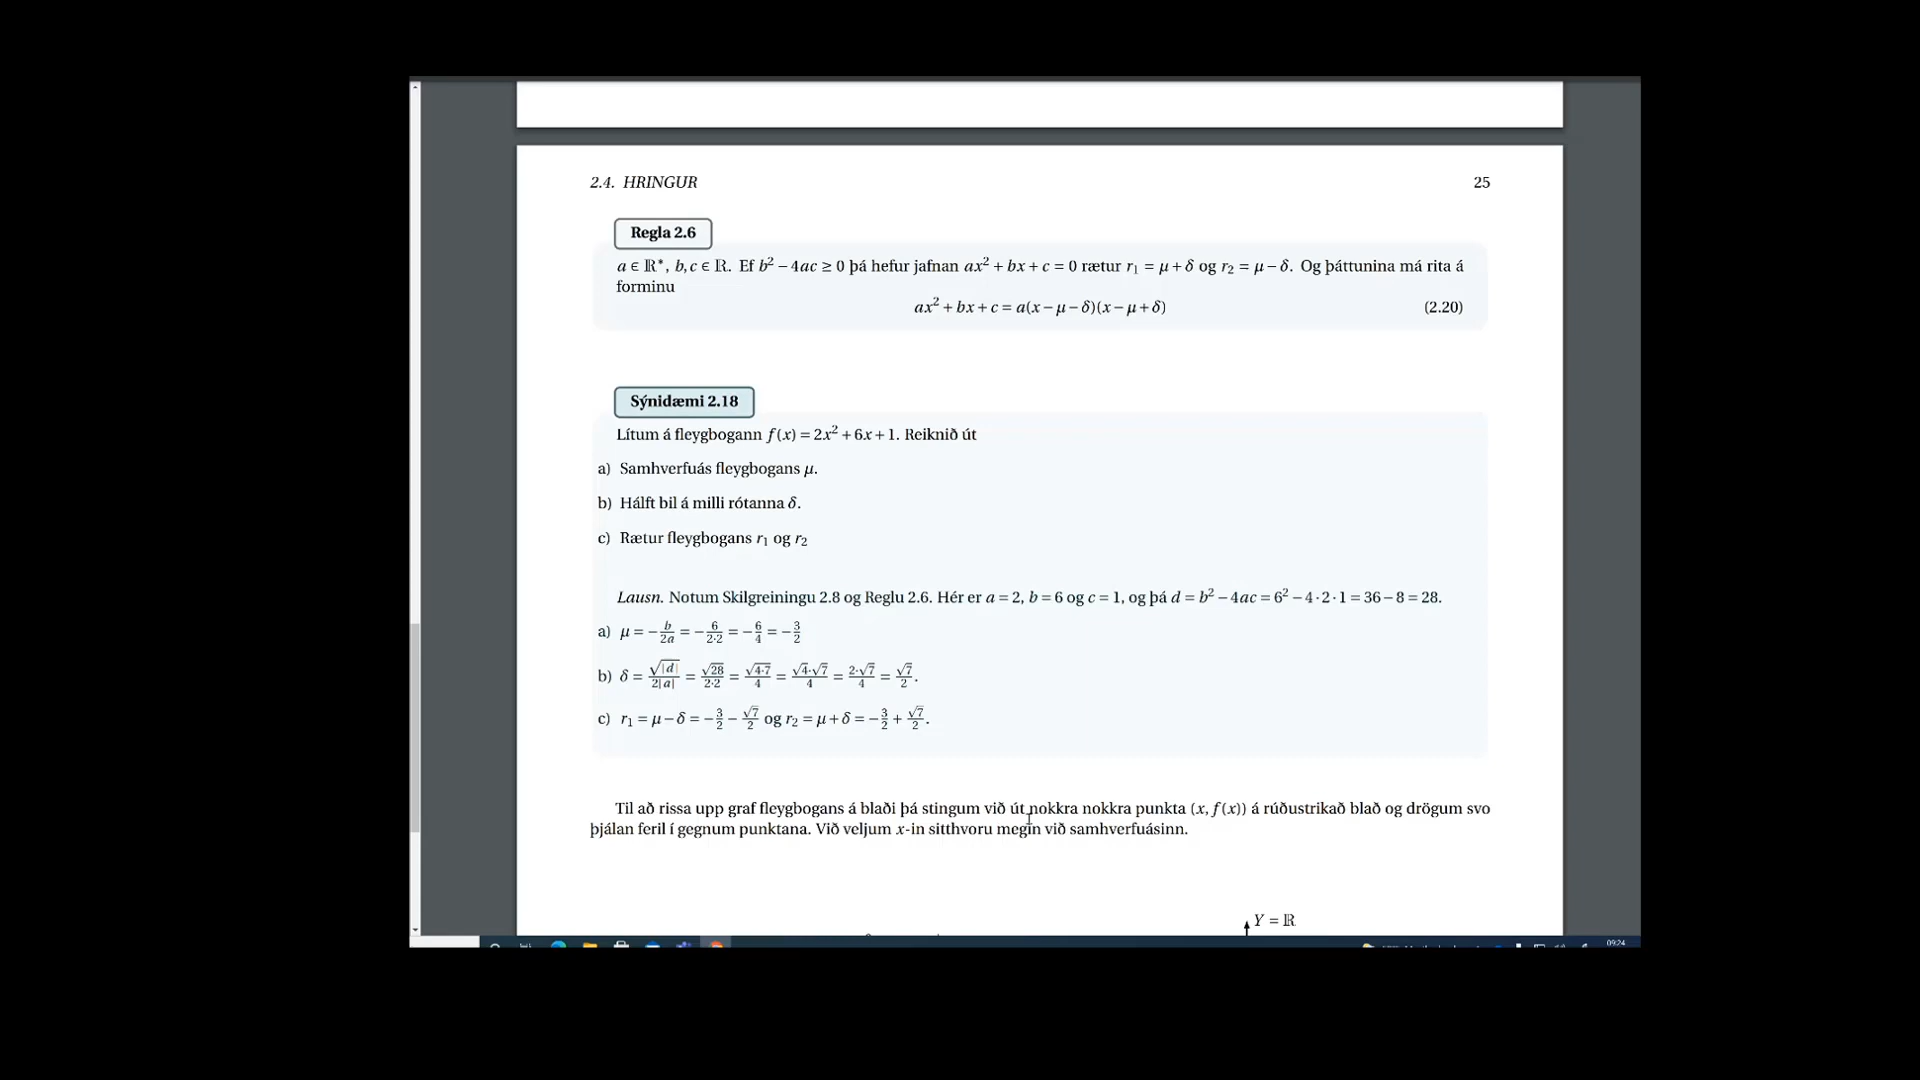 2.4. HRINGUR 25
Regla 2.6
a ∈ ℝ*, b, c ∈ ℝ. Ef b² − 4ac ≥ 0 þá hefur jafnan ax² + bx + c = 0 rætur r₁ = μ + δ og r₂ = μ − δ. Og þáttunina má rita á
forminu
ax² + bx + c = a(x − μ − δ)(x − μ + δ) (2.20)
Sýnidæmi 2.18
Lítum á fleygbogann f(x) = 2x² + 6x + 1. Reiknið út
a) Samhverfuás fleygbogans μ.
b) Hálft bil á milli rótanna δ.
c) Rætur fleygbogans r₁ og r₂
Lausn. Notum Skilgreiningu 2.8 og Reglu 2.6. Hér er a = 2, b = 6 og c = 1, og þá d = b² − 4ac = 6² − 4·2·1 = 36 − 8 = 28.
a) μ = −b/2a = −6/2·2 = −6/4 = −3/2
b) δ = √|d|/2|a| = √28/2·2 = √4·7/4 = √4·√7/4 = 2·√7/4 = √7/2.
c) r₁ = μ − δ = −3/2 − √7/2 og r₂ = μ + δ = −3/2 + √7/2.
Til að rissa upp graf fleygbogans á blaði þá stingum við út nokkra nokkra punkta (x, f(x)) á rúðustrikað blað og drögum svo
þjálan feril í gegnum punktana. Við veljum x-in sitthvoru megin við samhverfuásinn.
Y = ℝ
09:24